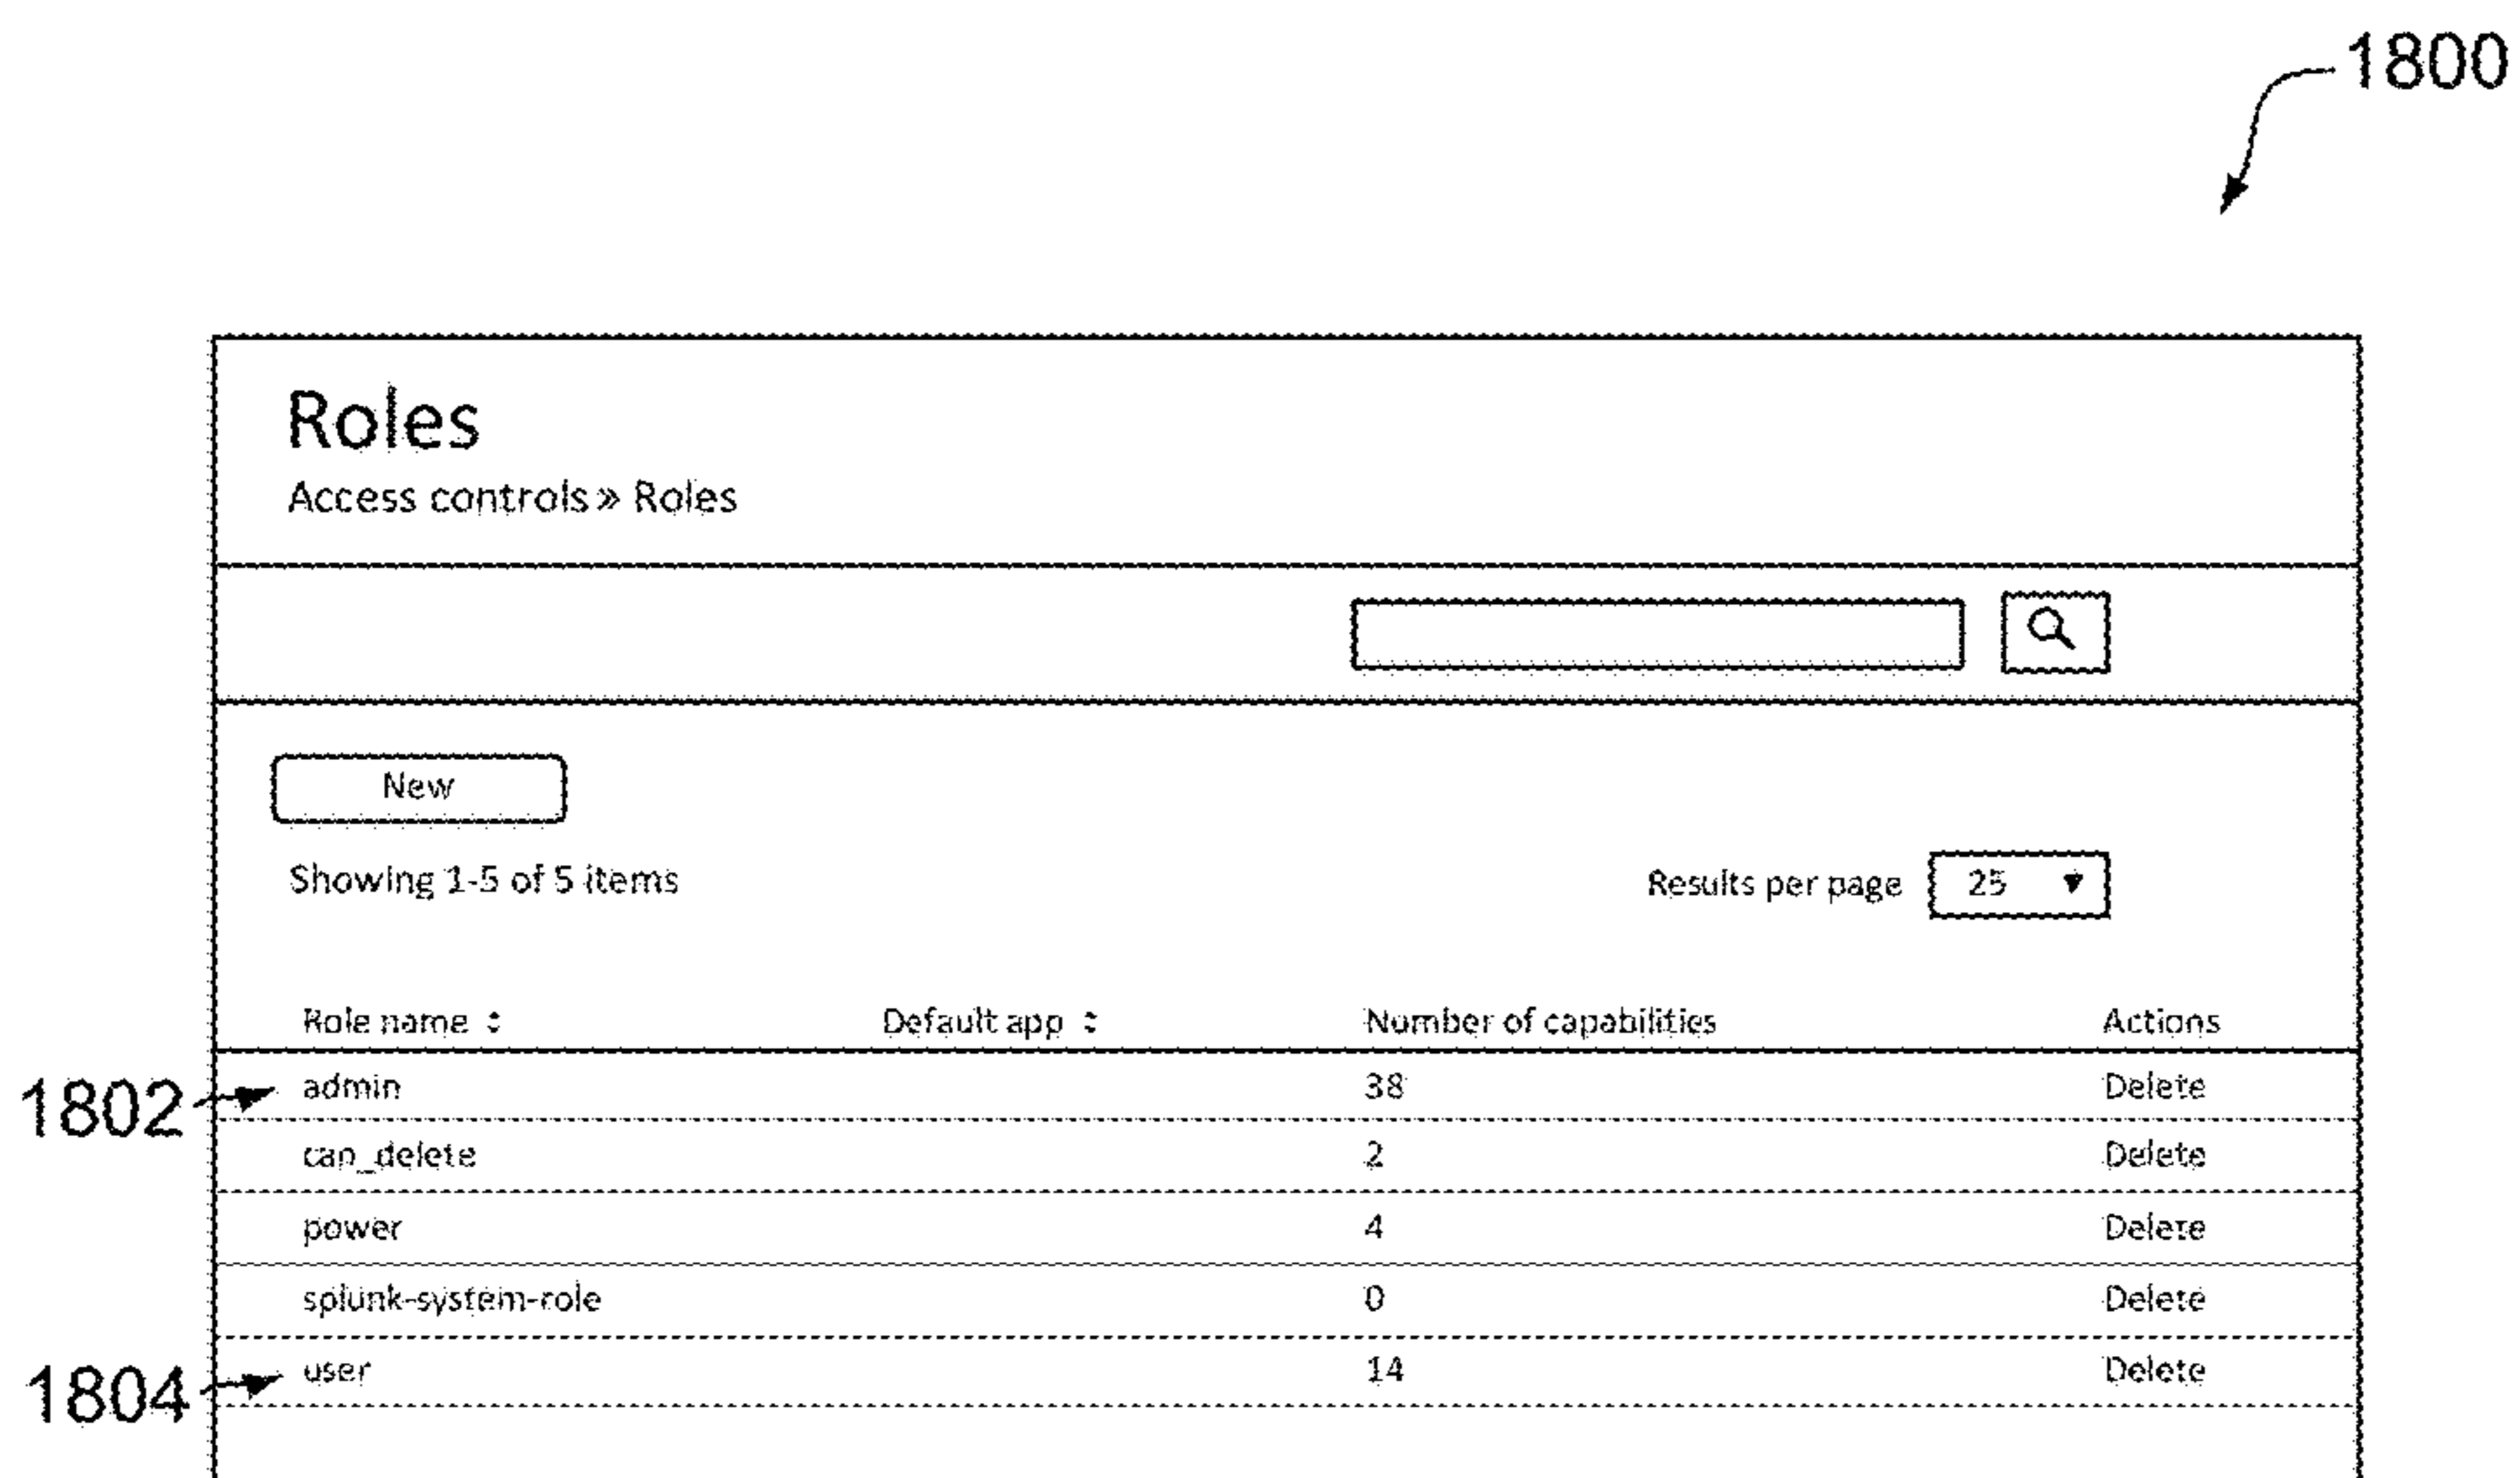 1800
Roles
Access controls» Roles
New
Showing 1-5 of 5 items
Results per page 25
Role name Default app Number of capabilities Actions
1802 admin 38 Delete
can_delete 2 Delete
power 4 Delete
splunk-system-role 0 Delete
1804 user 14 Delete